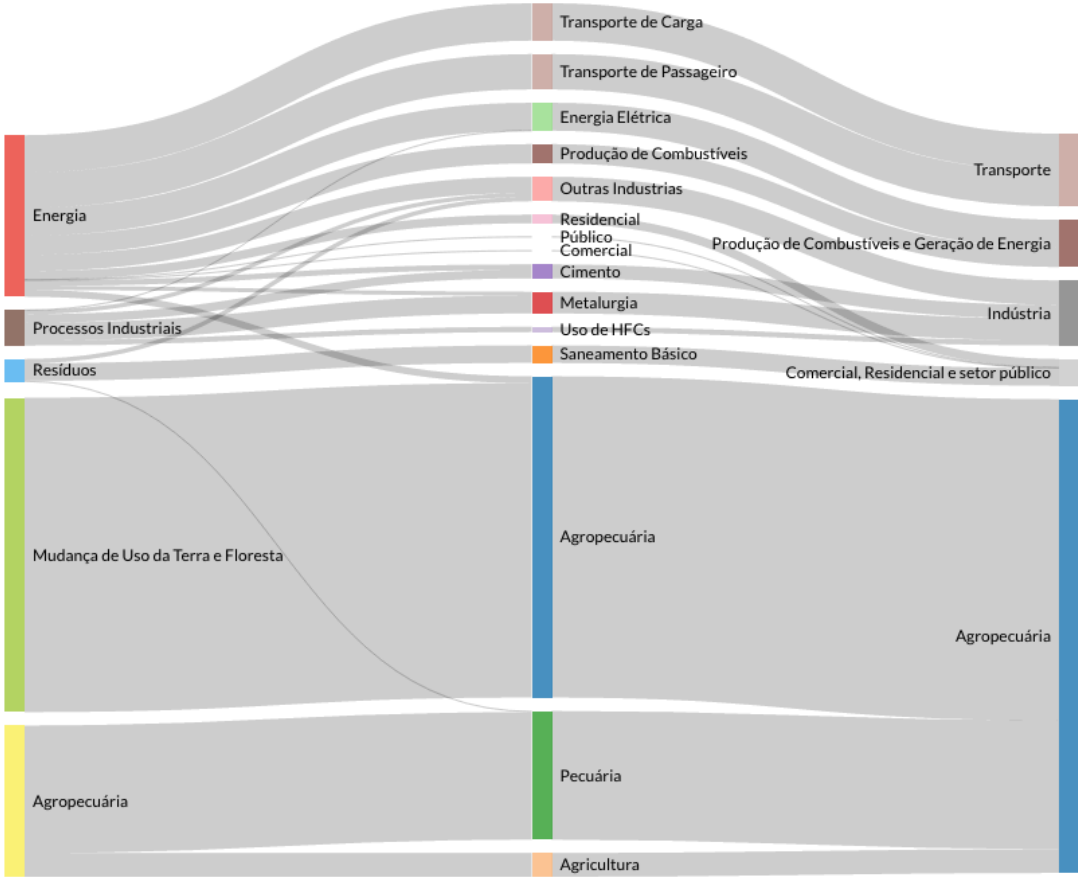 Energia
Processos Industriais
Resíduos
Mudança de Uso da Terra e Floresta
Agropecuária
Transporte de Carga
Transporte de Passageiro
Energia Elétrica
Produção de Combustíveis
Outras Industrias
Residencial
Público
Comercial
Cimento
Metalurgia
Uso de HFCs
Saneamento Básico
Agropecuária
Pecuária
Agricultura
Transporte
Produção de Combustíveis e Geração de Energia
Indústria
Comercial, Residencial e setor público
Agropecuária